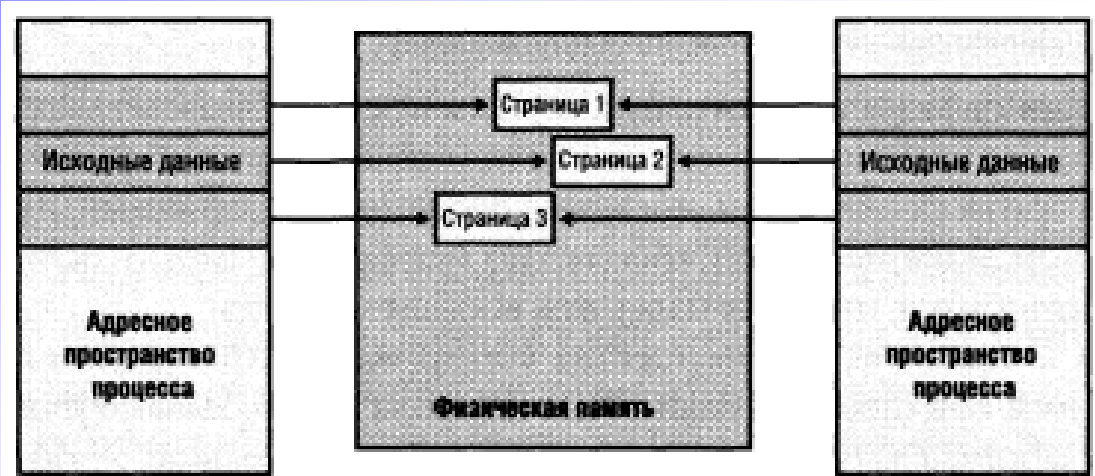 Страница 1
Исходные данные
Страница 2
Исходные данные
Страница 3
Адресное
пространство
процесса
Физическая память
Адресное
пространство
процесса